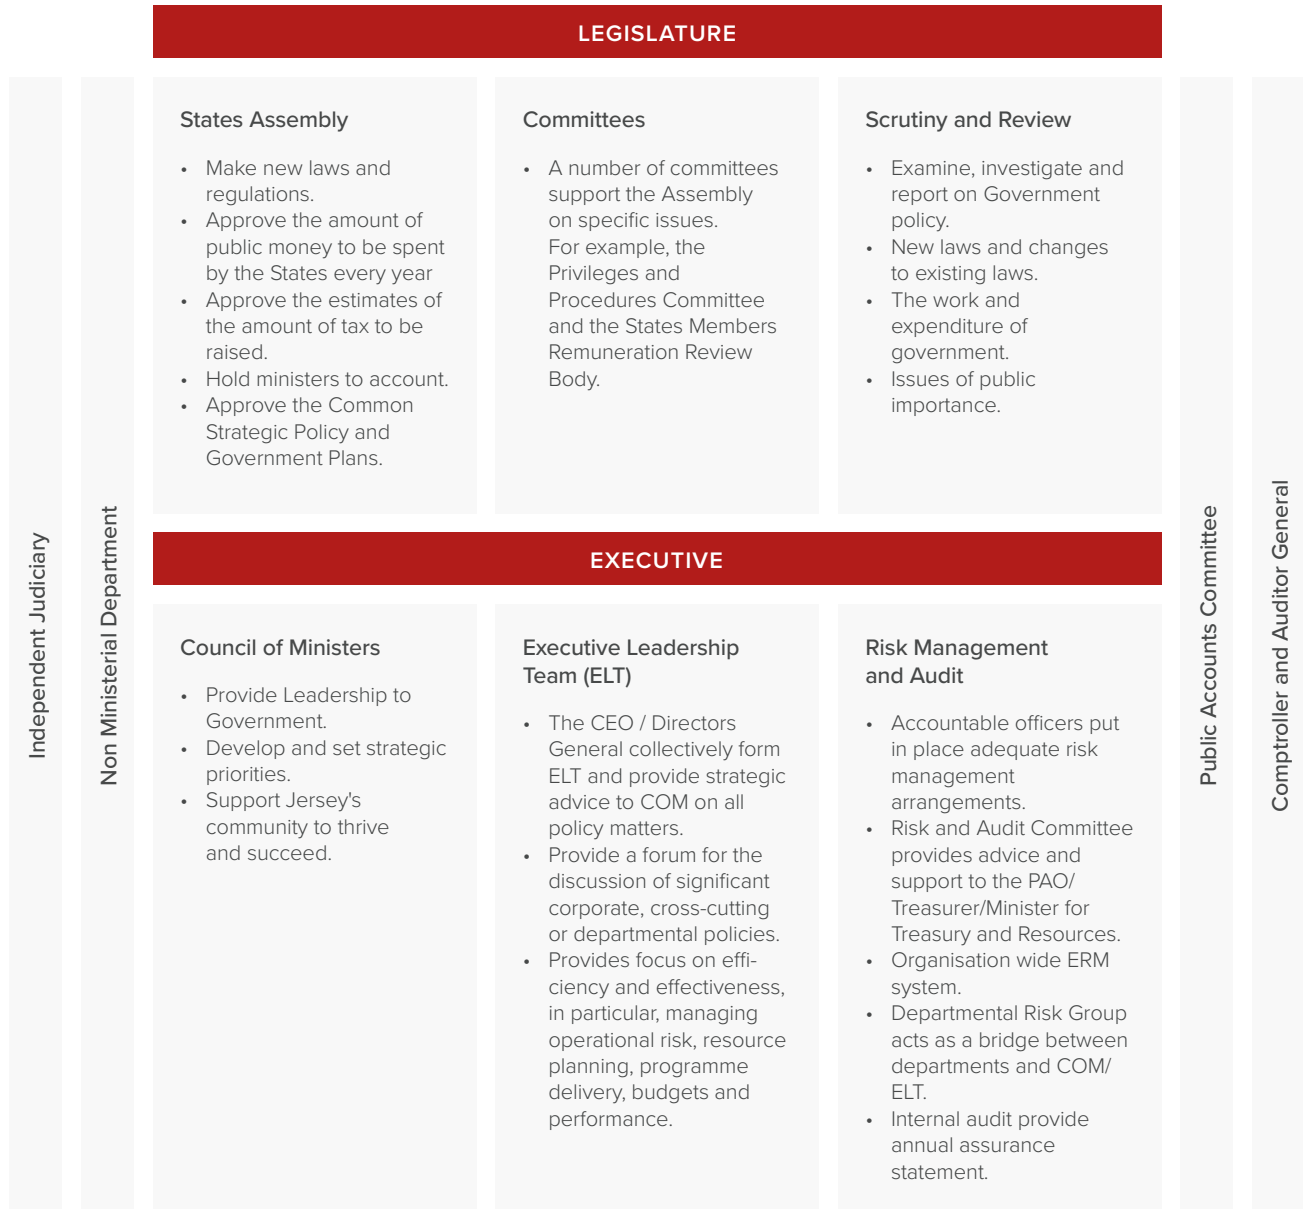 LEGISLATURE
Independent Judiciary
Non Ministerial Department
States Assembly
• Make new laws and
regulations.
• Approve the amount of
public money to be spent
by the States every year
• Approve the estimates of
the amount of tax to be
raised.
• Hold ministers to account.
• Approve the Common
Strategic Policy and
Government Plans.
Committees
• A number of committees
support the Assembly
on specific issues.
For example, the
Privileges and
Procedures Committee
and the States Members
Remuneration Review
Body.
Scrutiny and Review
• Examine, investigate and
report on Government
policy.
• New laws and changes
to existing laws.
• The work and
expenditure of
government.
• Issues of public
importance.
EXECUTIVE
Council of Ministers
• Provide Leadership to
Government.
• Develop and set strategic
priorities.
• Support Jersey's
community to thrive
and succeed.
Executive Leadership
Team (ELT)
• The CEO / Directors
General collectively form
ELT and provide strategic
advice to COM on all
policy matters.
• Provide a forum for the
discussion of significant
corporate, cross-cutting
or departmental policies.
• Provides focus on effi-
ciency and effectiveness,
in particular, managing
operational risk, resource
planning, programme
delivery, budgets and
performance.
Risk Management
and Audit
• Accountable officers put
in place adequate risk
management
arrangements.
• Risk and Audit Committee
provides advice and
support to the PAO/
Treasurer/Minister for
Treasury and Resources.
• Organisation wide ERM
system.
• Departmental Risk Group
acts as a bridge between
departments and COM/
ELT.
• Internal audit provide
annual assurance
statement.
Public Accounts Committee
Comptroller and Auditor General